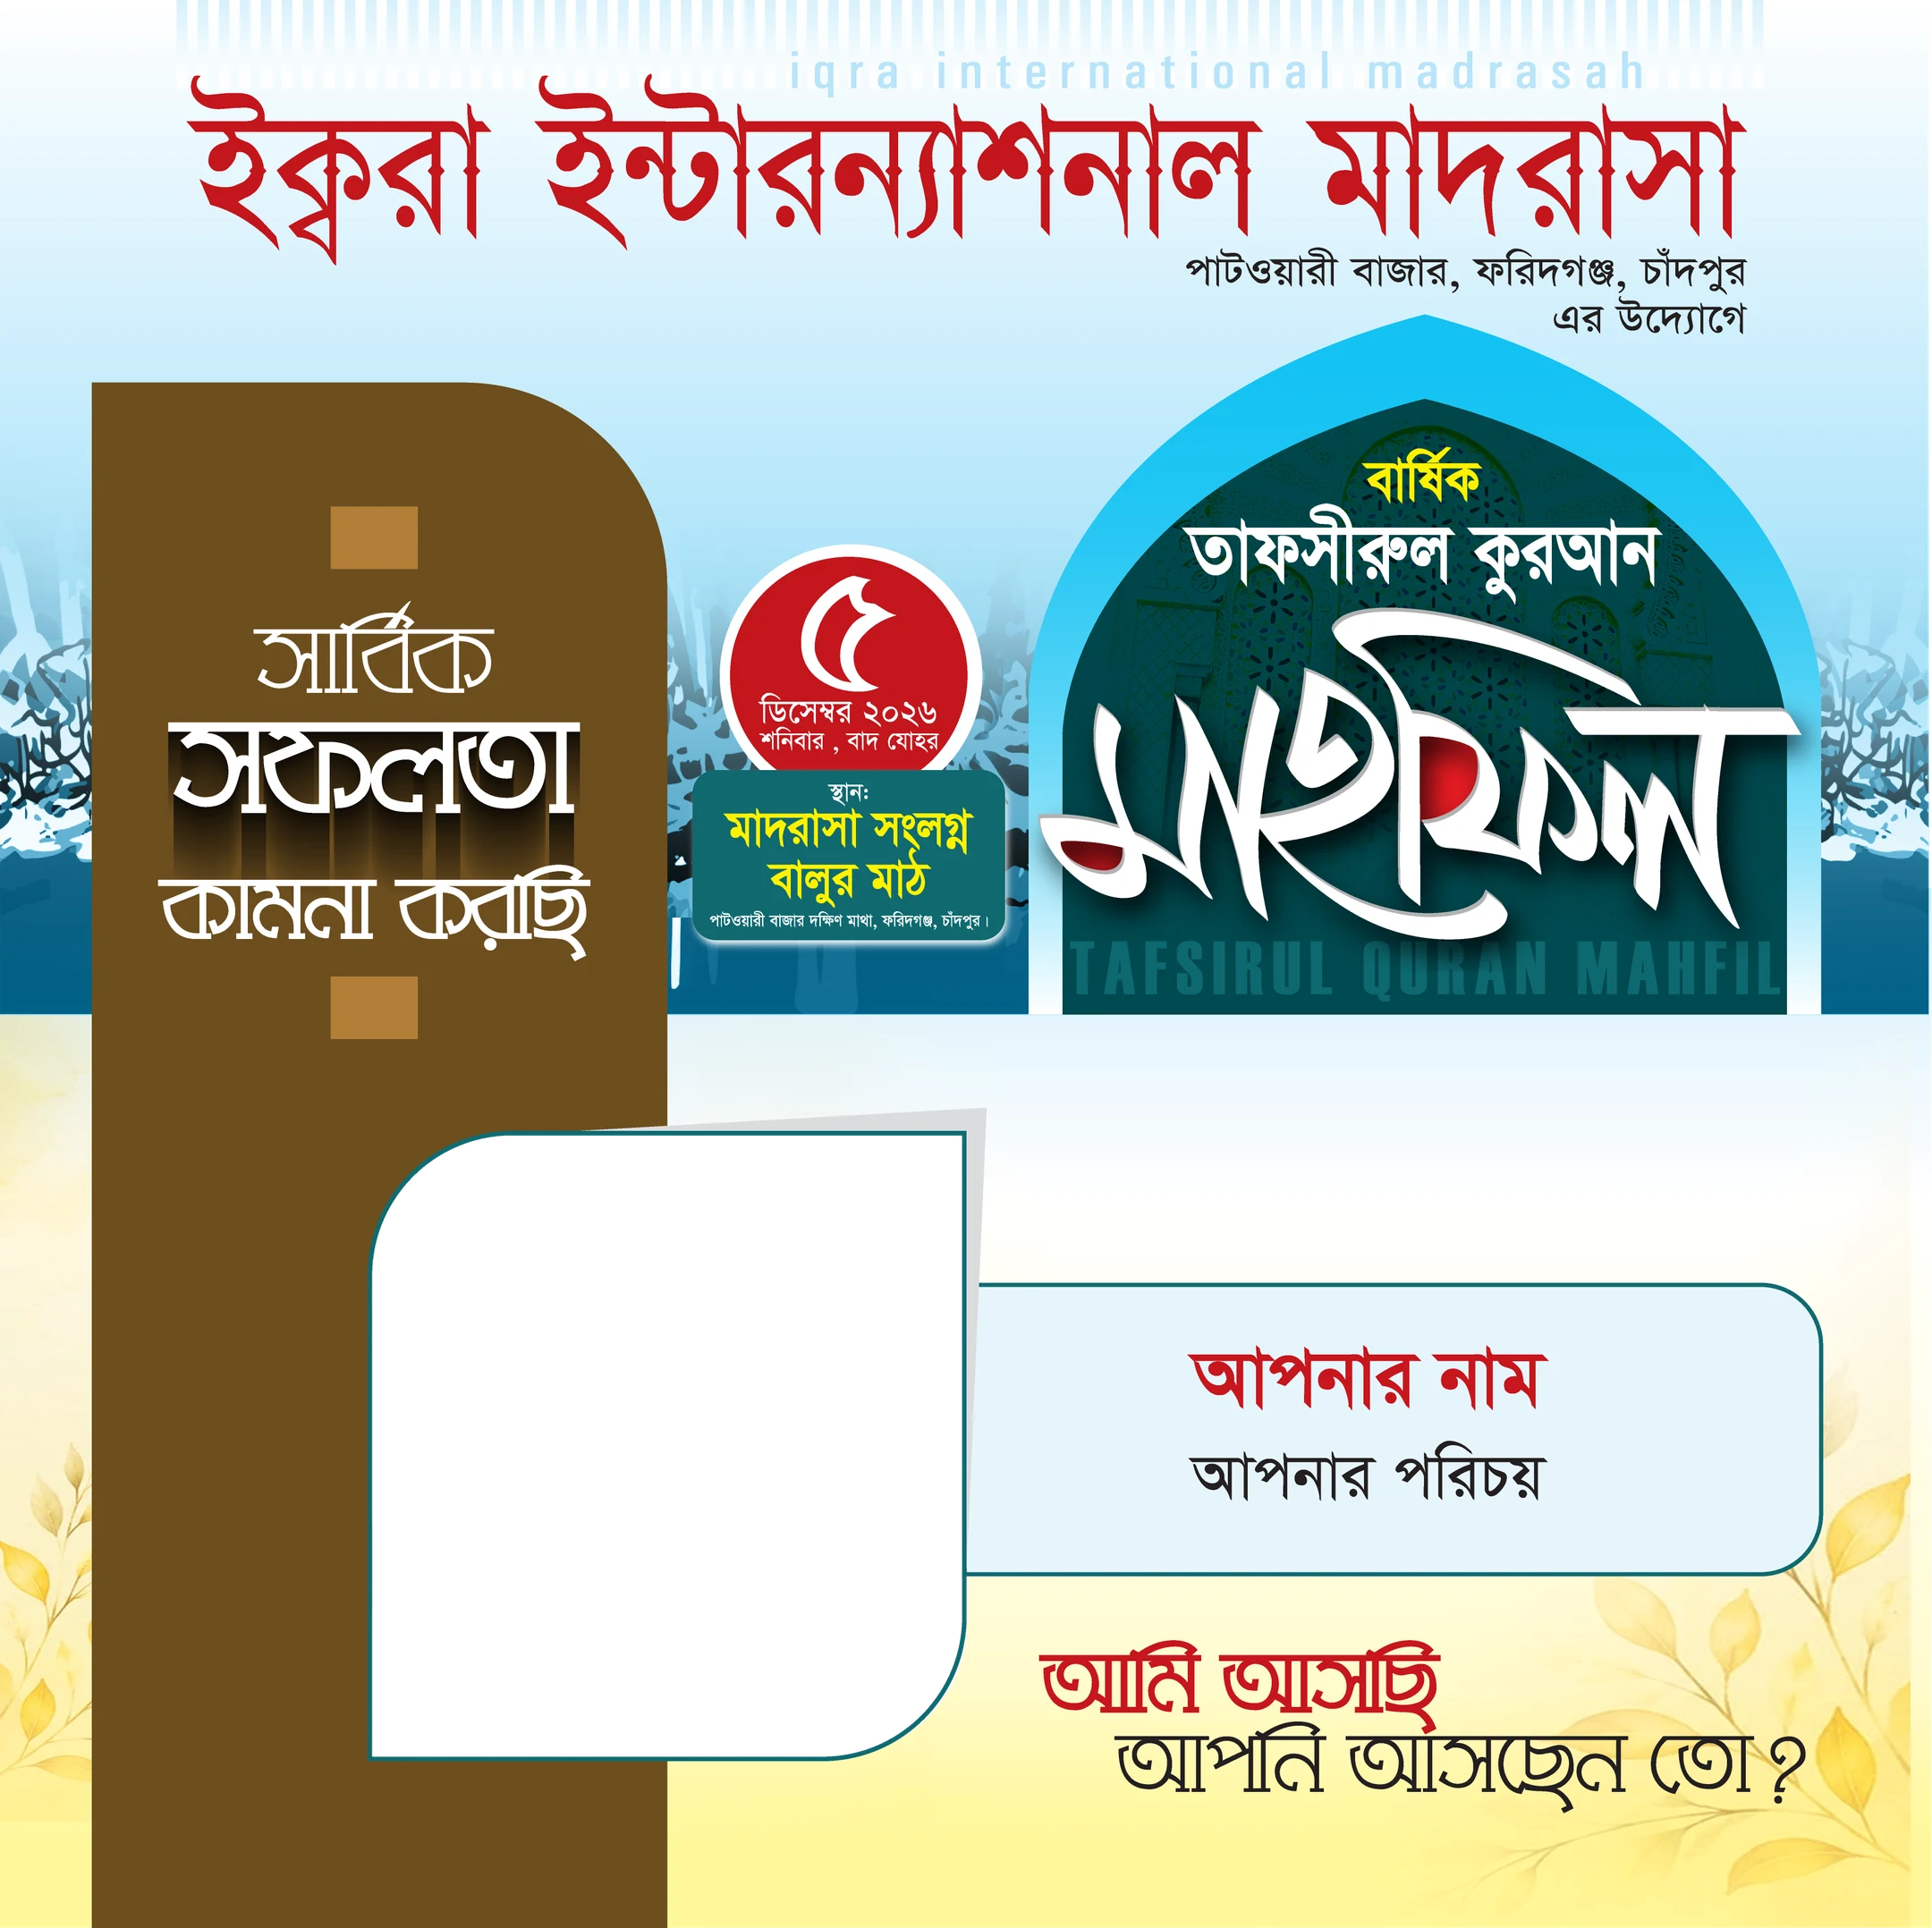 iqra international madrasah
ইক্বরা ইন্টারন্যাশনাল মাদরাসা
পাটওয়ারী বাজার, ফরিদগঞ্জ, চাঁদপুর
এর উদ্যোগে
বার্ষিক
তাফসীরুল কুরআন
মাহফিল
TAFSIRUL QURAN MAHFIL
৫
ডিসেম্বর ২০২৬
শনিবার , বাদ যোহর
স্থান:
মাদরাসা সংলগ্ন
বালুর মাঠ
পাটওয়ারী বাজার দক্ষিণ মাথা, ফরিদগঞ্জ, চাঁদপুর।
সার্বিক
সফলতা
কামনা করছি
আপনার নাম
আপনার পরিচয়
আমি আসছি
আপনি আসছেন তো?